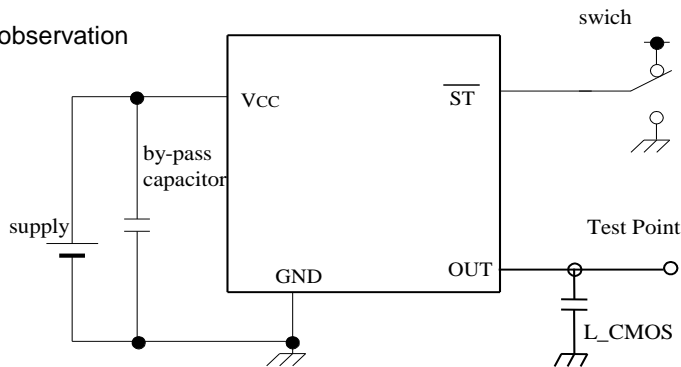 observation
swich
VCC
ST
by-pass
capacitor
supply
Test Point
GND
OUT
L_CMOS